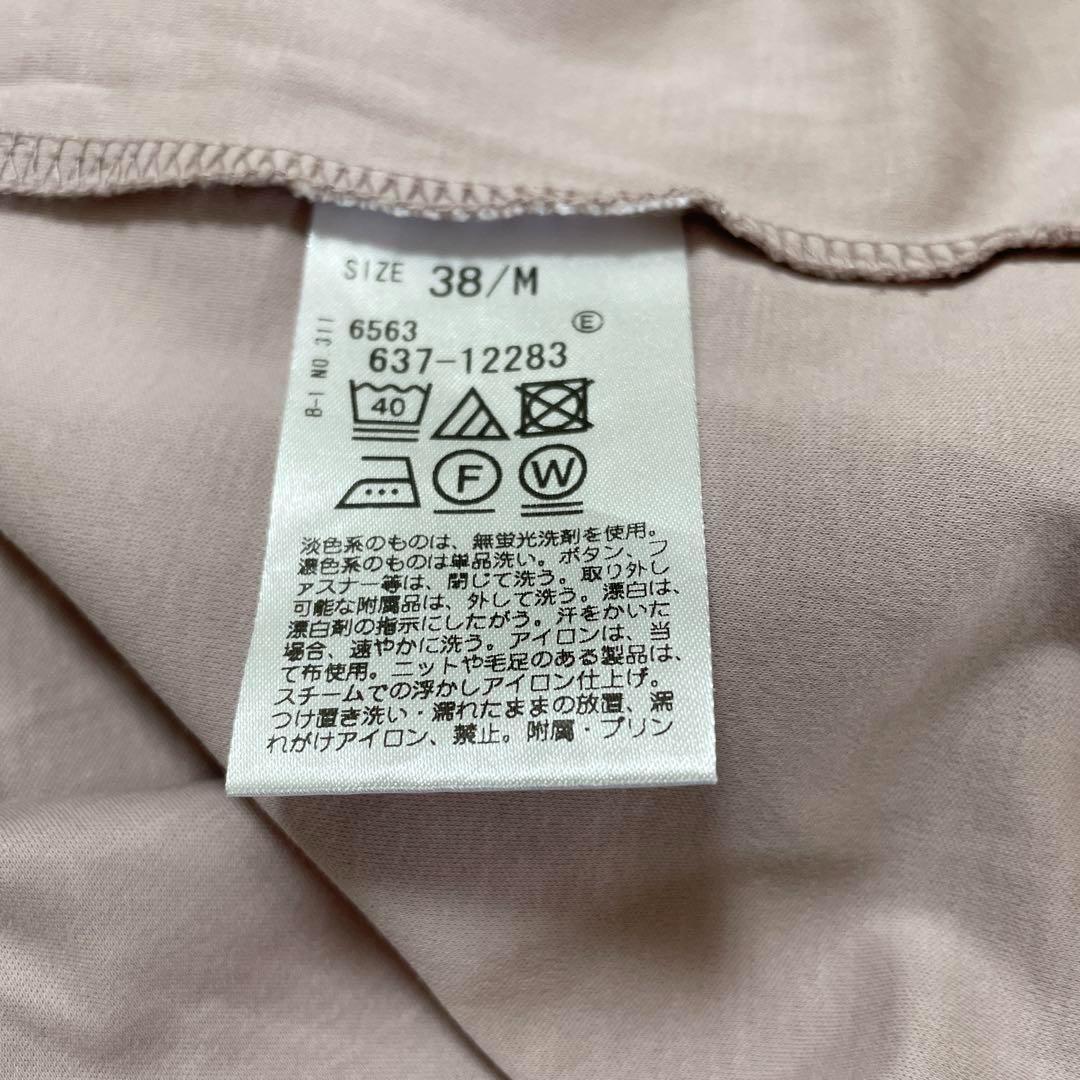 SIZE 38/M
B-I NO 311
6563 Ⓔ
637-12283
40
F W
淡色系のものは、無蛍光洗剤を使用。
濃色系のものは単品洗い。ボタン、フ
ァスナー等は、閉じて洗う。取り外し
可能な附属品は、外して洗う。漂白は、
漂白剤の指示にしたがう。汗をかいた
場合、速やかに洗う。アイロンは、当
て布使用。ニットや毛足のある製品は、
スチームでの浮かしアイロン仕上げ。
つけ置き洗い・濡れたままの放置、濡
れがけアイロン、禁止。附属・プリン